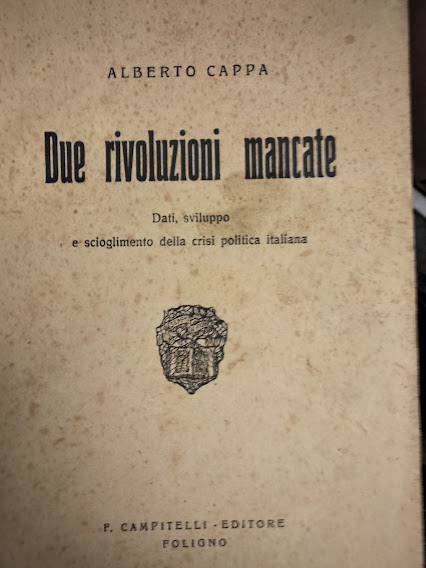 ALBERTO CAPPA
Due rivoluzioni mancate
Dati, sviluppo
e scioglimento della crisi politica italiana
F. CAMPITELLI - EDITORE
FOLIGNO